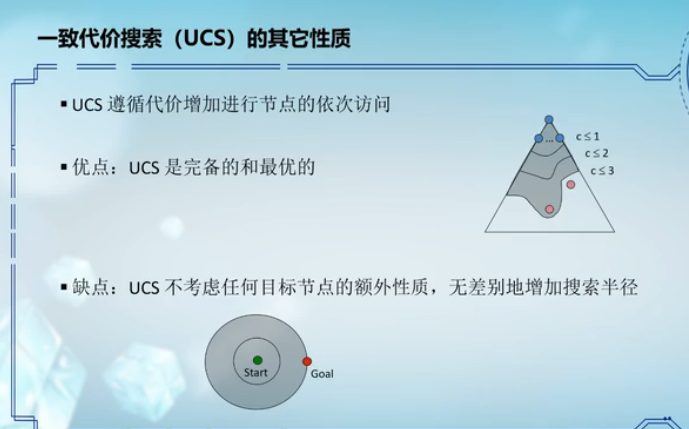 一致代价搜索（UCS）的其它性质
▪ UCS 遵循代价增加进行节点的依次访问
...
c ≤ 1
c ≤ 2
c ≤ 3
▪ 优点：UCS 是完备的和最优的
▪ 缺点：UCS 不考虑任何目标节点的额外性质，无差别地增加搜索半径
Start
Goal